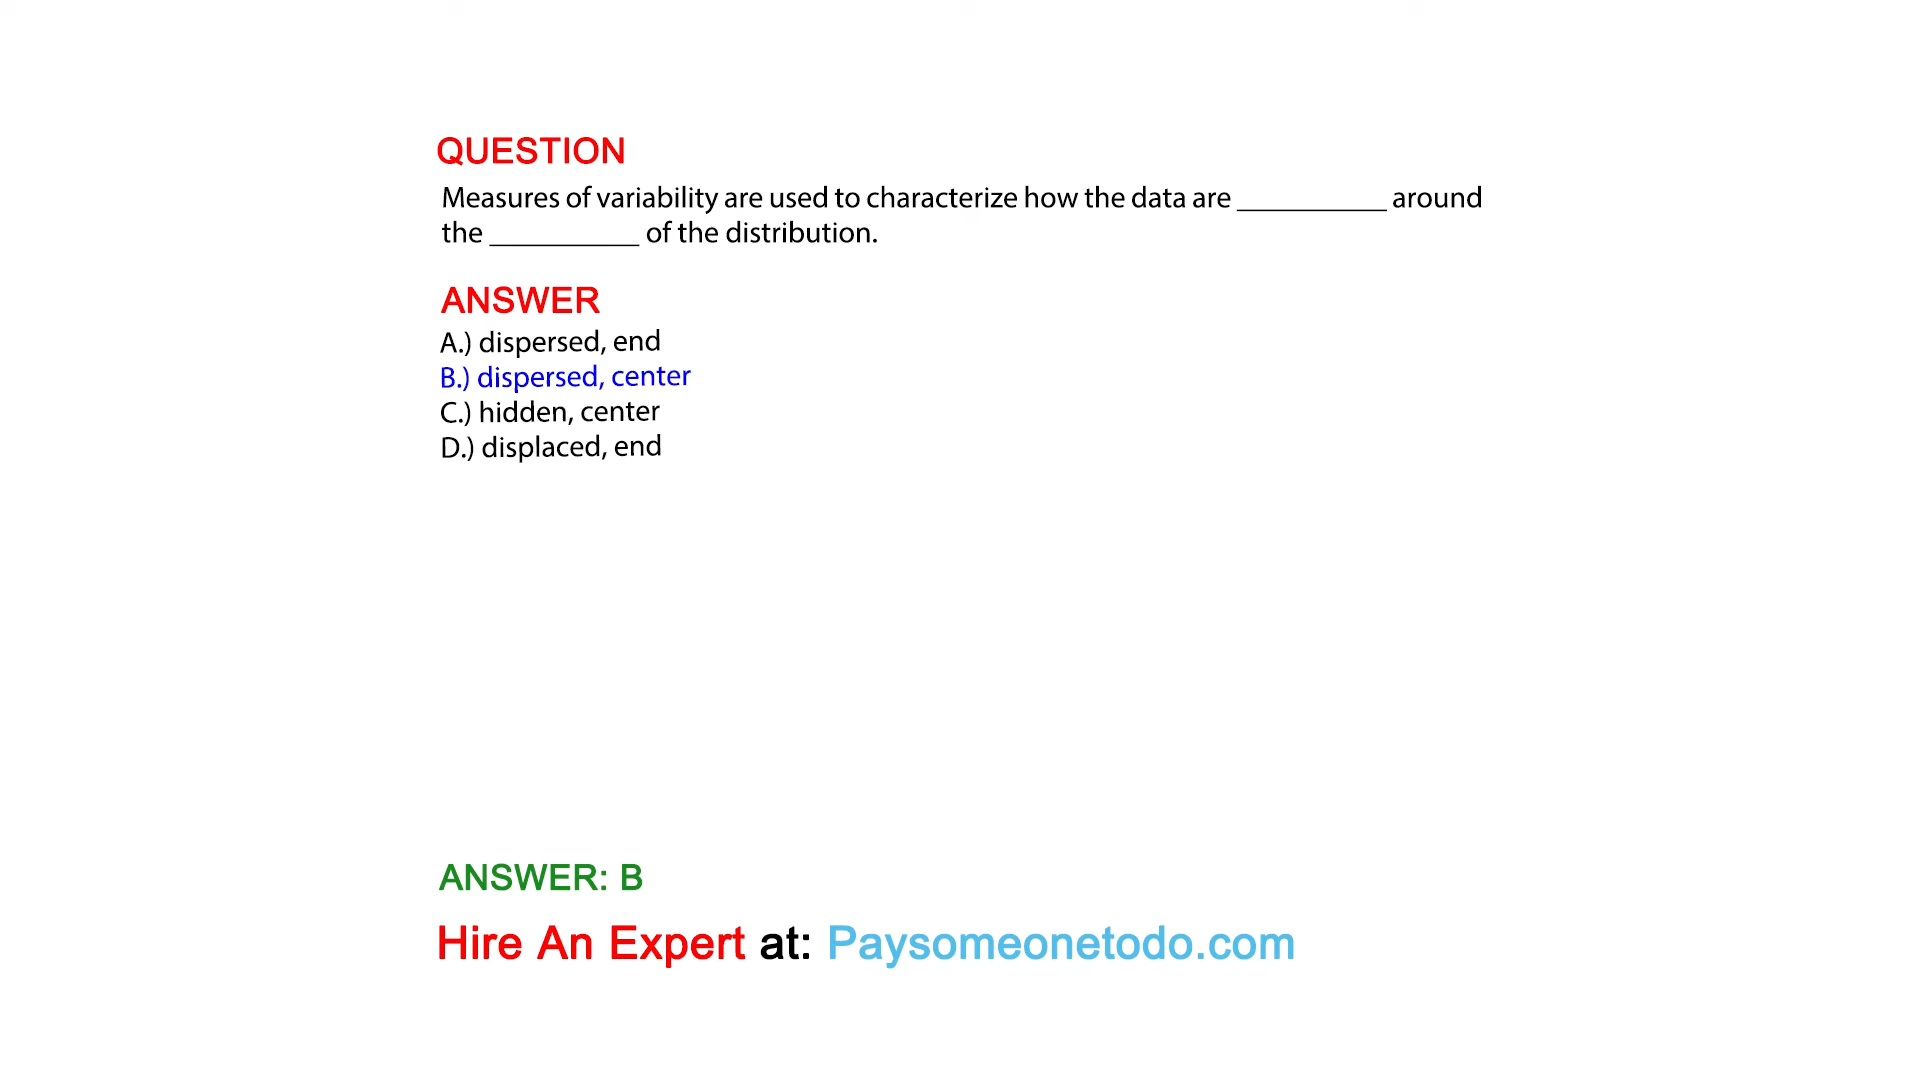 QUESTION
Measures of variability are used to characterize how the data are __________ around
the __________ of the distribution.
ANSWER
A.) dispersed, end
B.) dispersed, center
C.) hidden, center
D.) displaced, end
ANSWER: B
Hire An Expert at: Paysomeonetodo.com